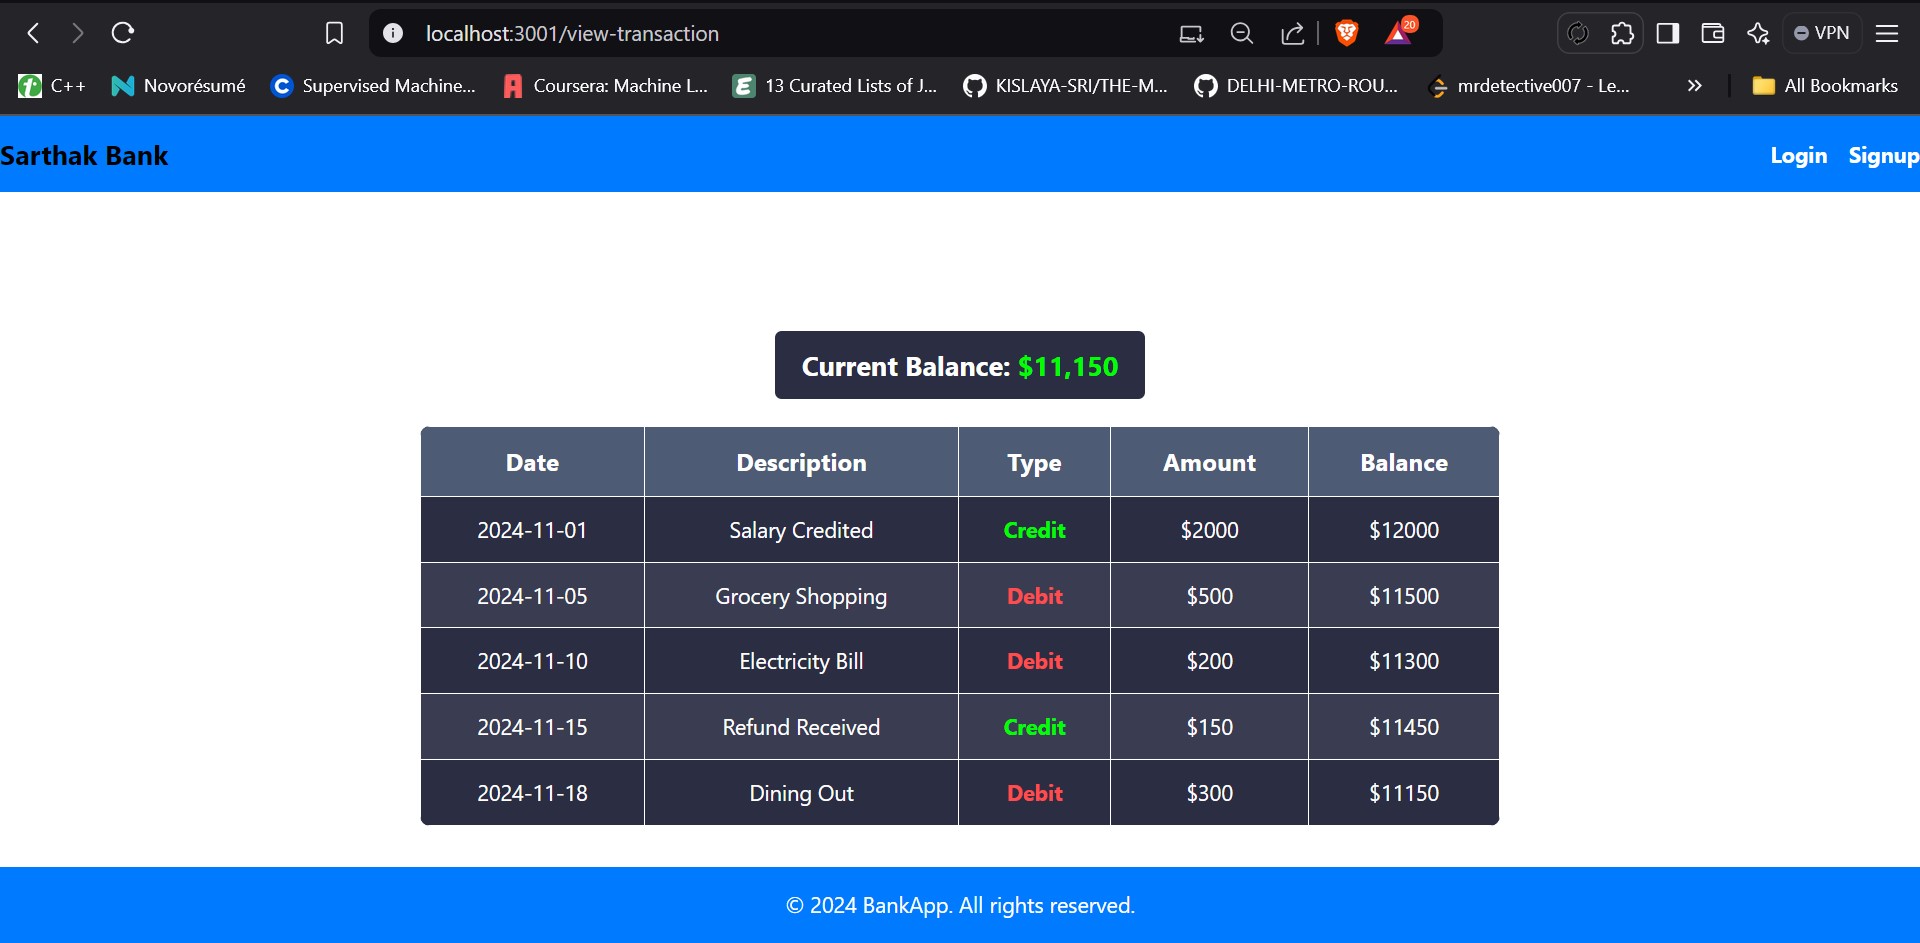 localhost:3001/view-transaction
20
VPN
C++
Novorésumé
Supervised Machine...
Coursera: Machine L...
13 Curated Lists of J...
KISLAYA-SRI/THE-M...
DELHI-METRO-ROU...
mrdetective007 - Le...
All Bookmarks
Sarthak Bank
Login Signup
Current Balance: $11,150
Date Description Type Amount Balance
2024-11-01 Salary Credited Credit $2000 $12000
2024-11-05 Grocery Shopping Debit $500 $11500
2024-11-10 Electricity Bill Debit $200 $11300
2024-11-15 Refund Received Credit $150 $11450
2024-11-18 Dining Out Debit $300 $11150
© 2024 BankApp. All rights reserved.